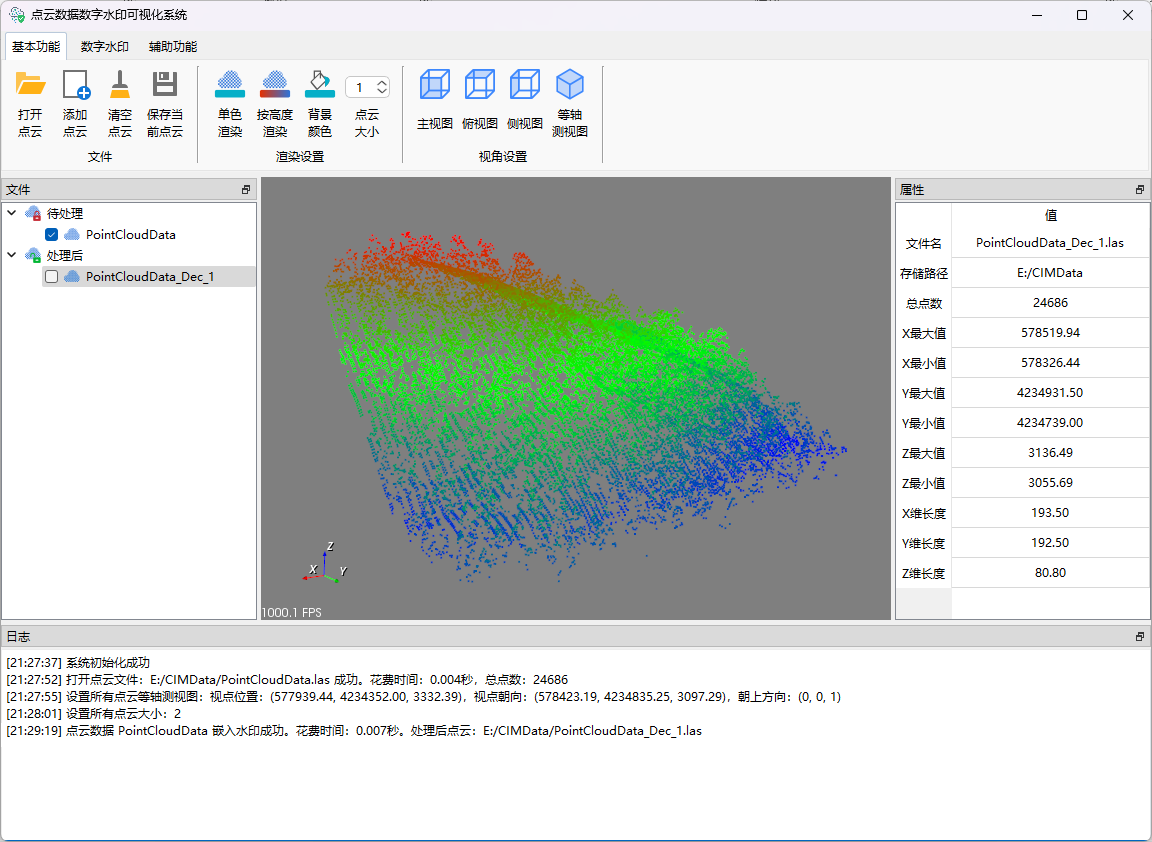 点云数据数字水印可视化系统
基本功能 数字水印 辅助功能
打开点云 添加点云 清空点云 保存当前点云 单色渲染 按高度渲染 背景颜色 1 点云大小 主视图 俯视图 侧视图 等轴测视图
文件 渲染设置 视角设置
文件
待处理
PointCloudData
处理后
PointCloudData_Dec_1
Z
X Y
1000.1 FPS
属性
值
文件名 PointCloudData_Dec_1.las
存储路径 E:/CIMData
总点数 24686
X最大值 578519.94
X最小值 578326.44
Y最大值 4234931.50
Y最小值 4234739.00
Z最大值 3136.49
Z最小值 3055.69
X维长度 193.50
Y维长度 192.50
Z维长度 80.80
日志
[21:27:37] 系统初始化成功
[21:27:52] 打开点云文件：E:/CIMData/PointCloudData.las 成功。花费时间：0.004秒，总点数：24686
[21:27:55] 设置所有点云等轴测视图：视点位置：(577939.44, 4234352.00, 3332.39)，视点朝向：(578423.19, 4234835.25, 3097.29)，朝上方向：(0, 0, 1)
[21:28:01] 设置所有点云大小：2
[21:29:19] 点云数据 PointCloudData 嵌入水印成功。花费时间：0.007秒。处理后点云：E:/CIMData/PointCloudData_Dec_1.las